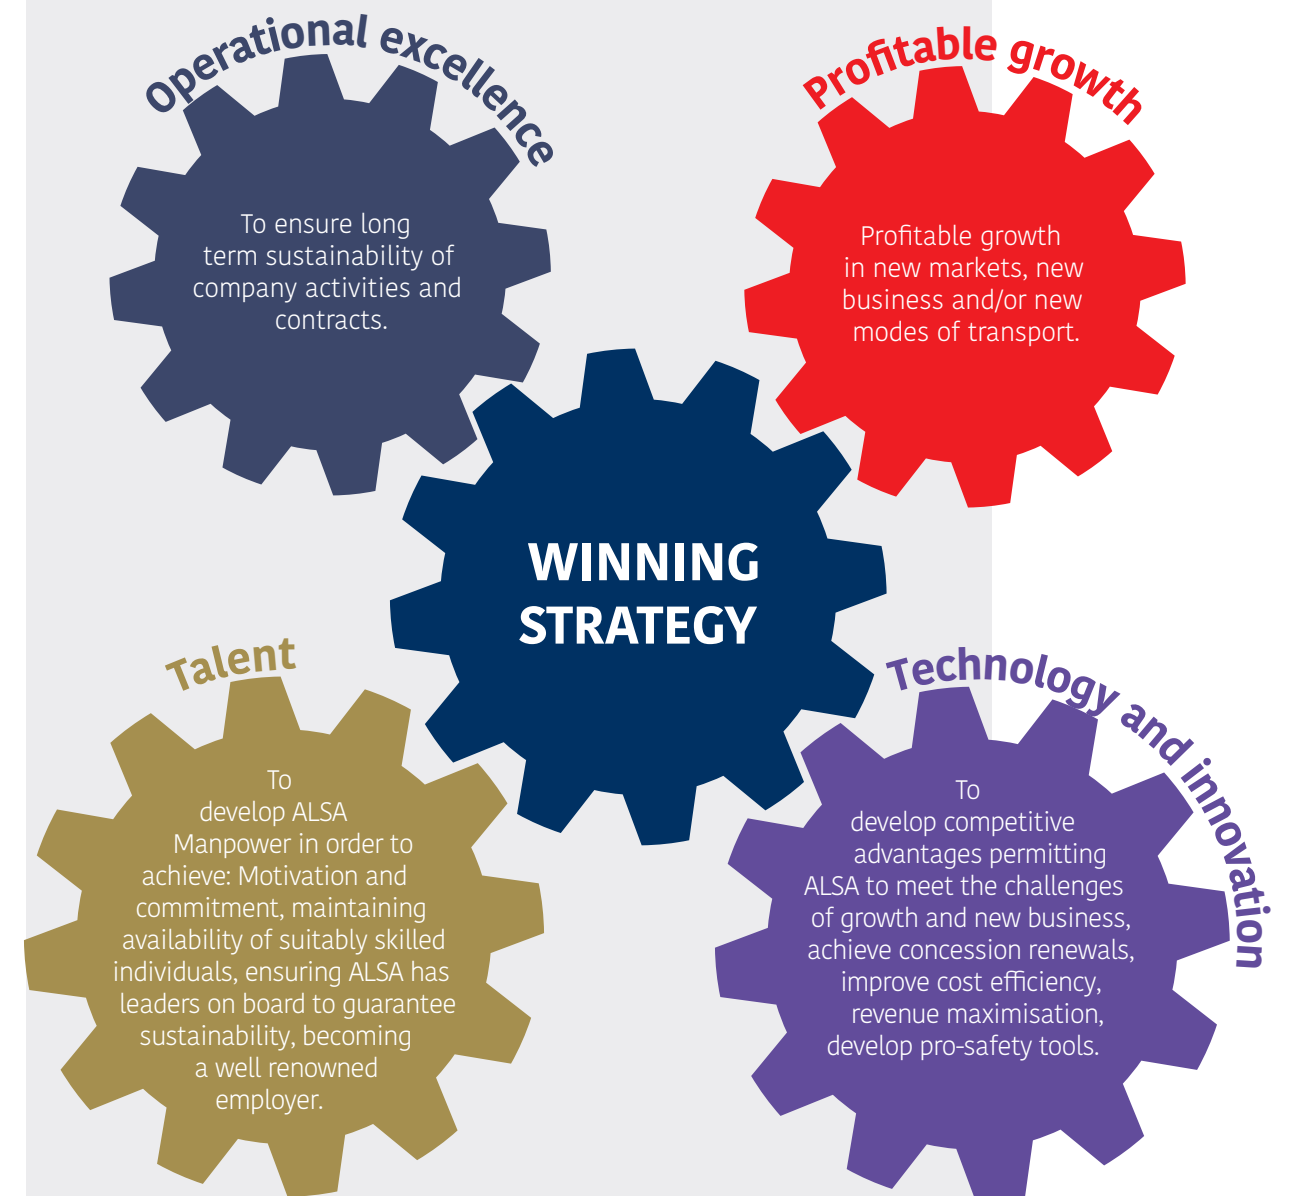 Operational excellence
To ensure long
term sustainability of
company activities and
contracts.
Profitable growth
Profitable growth
in new markets, new
business and/or new
modes of transport.
WINNING
STRATEGY
Talent
To
develop ALSA
Manpower in order to
achieve: Motivation and
commitment, maintaining
availability of suitably skilled
individuals, ensuring ALSA has
leaders on board to guarantee
sustainability, becoming
a well renowned
employer.
Technology and innovation
To
develop competitive
advantages permitting
ALSA to meet the challenges
of growth and new business,
achieve concession renewals,
improve cost efficiency,
revenue maximisation,
develop pro-safety tools.